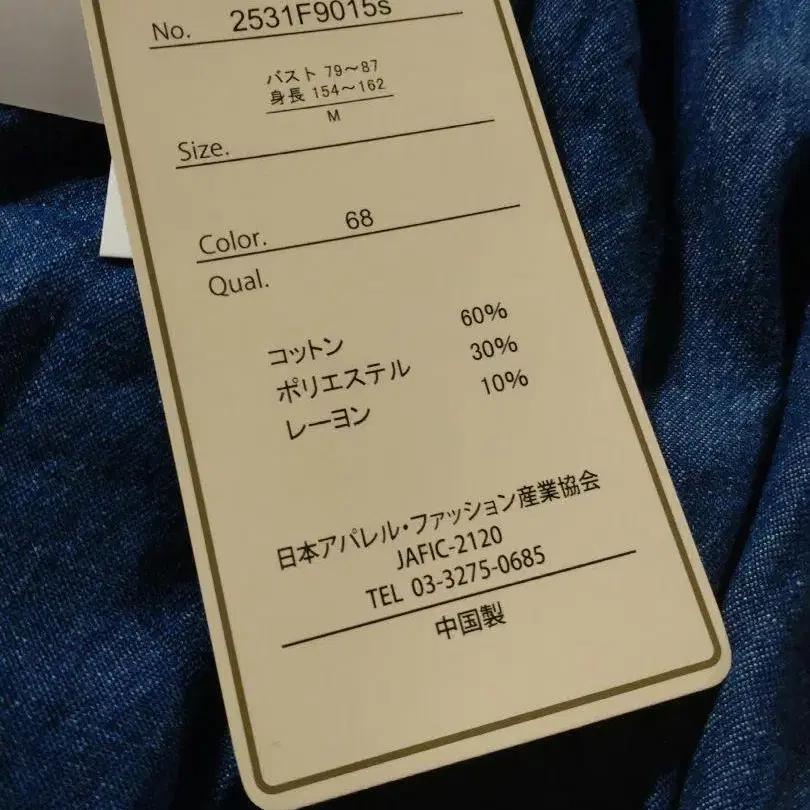 No. 2531F9015s
バスト 79～87
身長 154～162
M
Size.
Color. 68
Qual.
コットン 60%
ポリエステル 30%
レーヨン 10%
日本アパレル・ファッション産業協会
JAFIC-2120
TEL 03-3275-0685
中国製